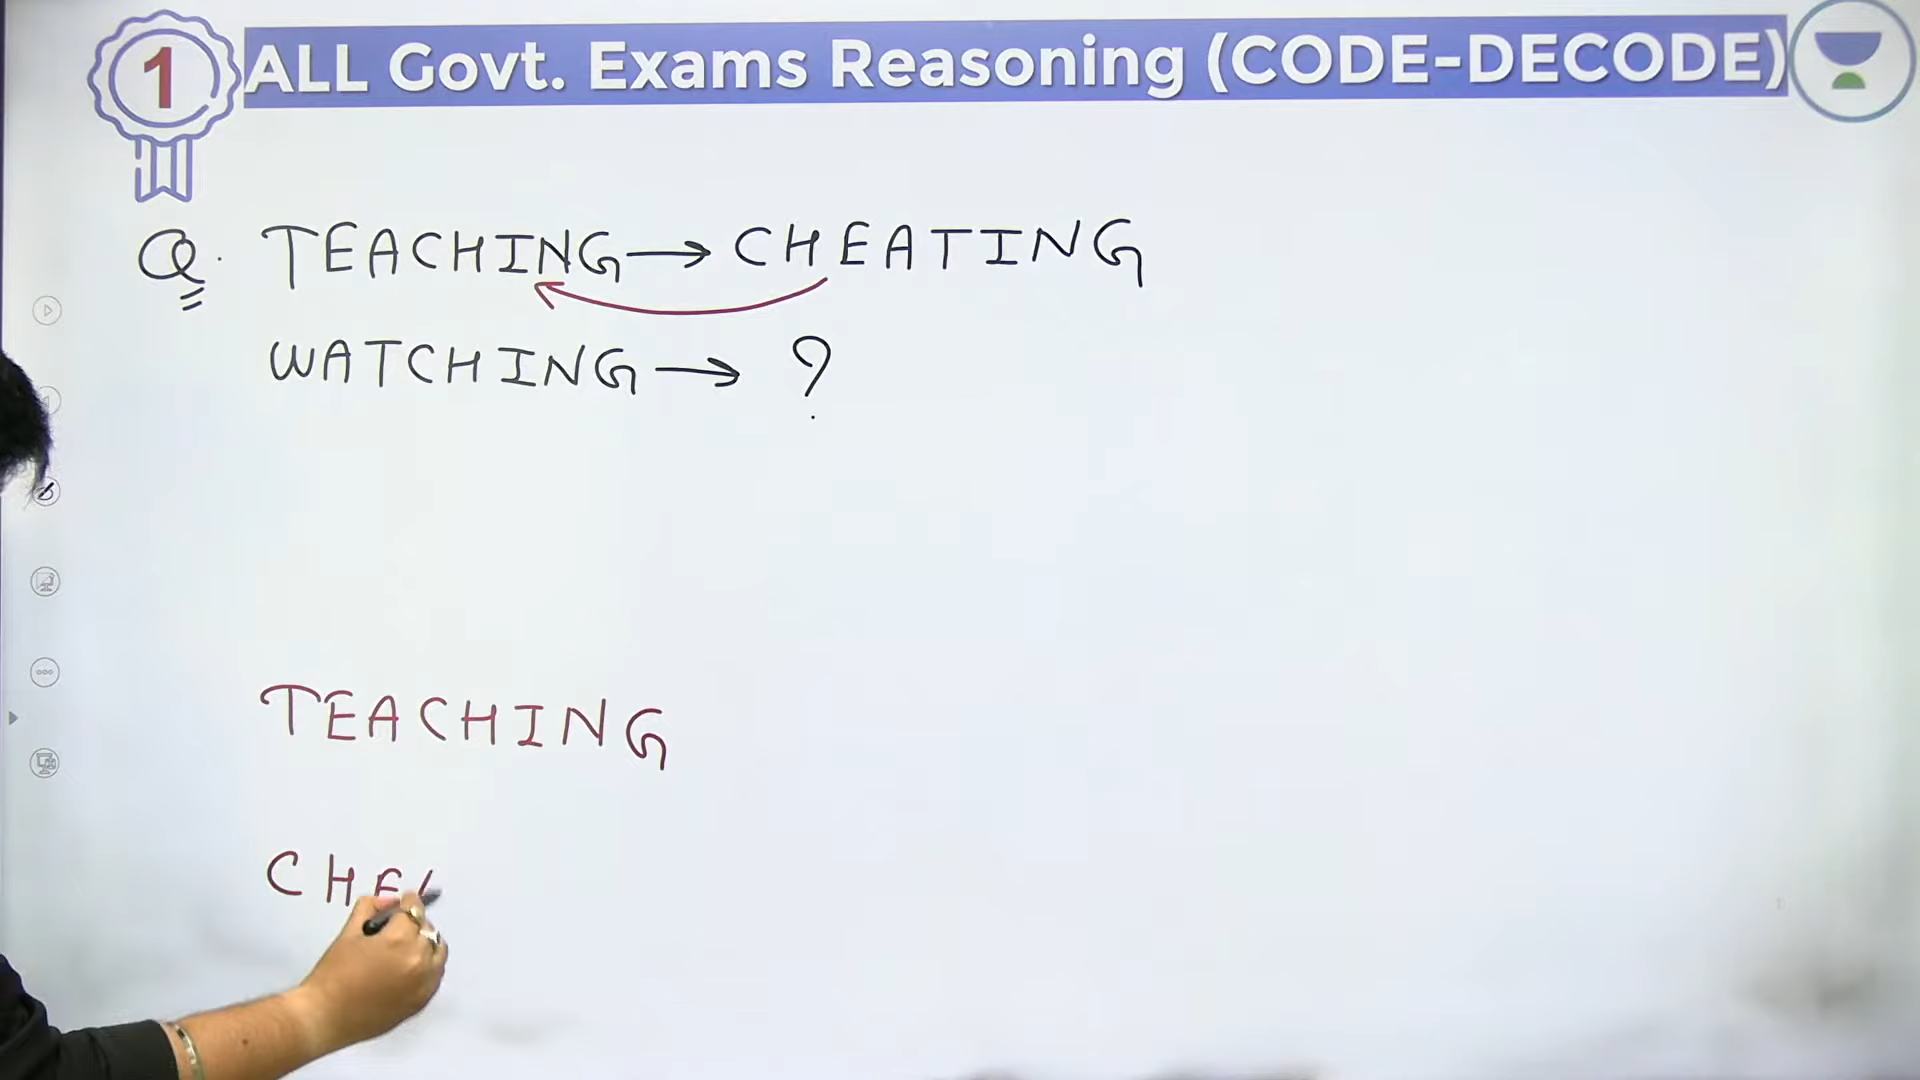 1 ALL Govt. Exams Reasoning (CODE-DECODE)
Q. TEACHING → CHEATING
WATCHING → ?
TEACHING
CHE